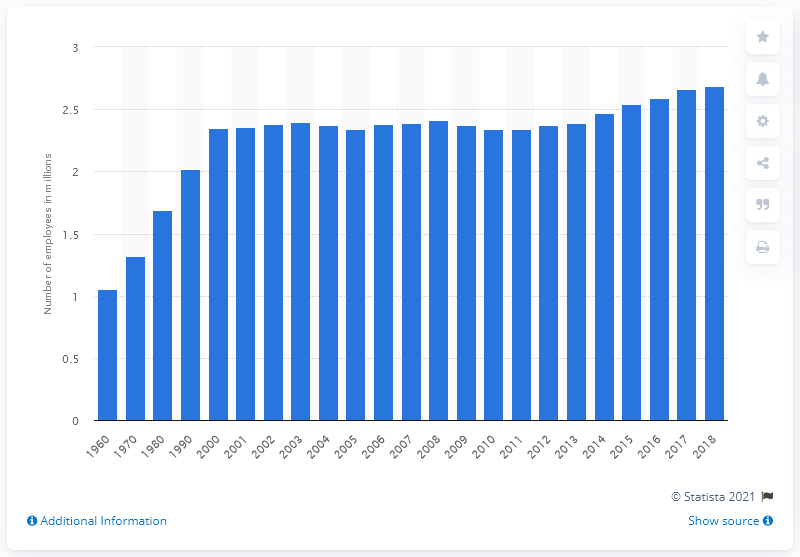 3
2.5
2
1.5
1
0.5
0
Number of employees in millions
1960 1970 1980 1990 2000 2001 2002 2003 2004 2005 2006 2007 2008 2009 2010 2011 2012 2013 2014 2015 2016 2017 2018
© Statista 2021
Additional Information
Show source